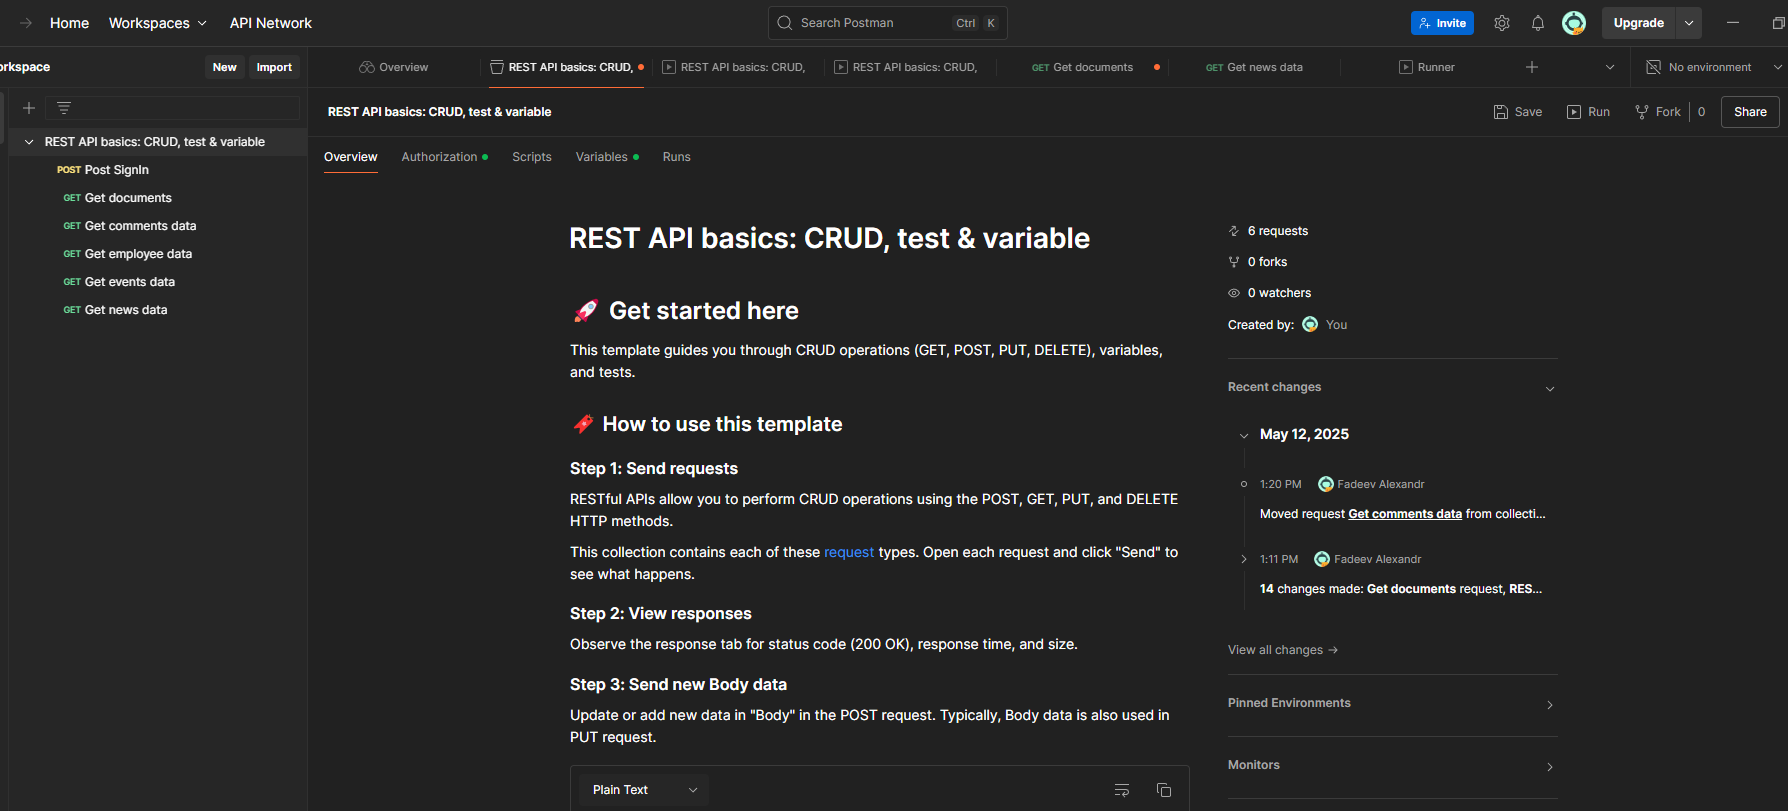 Home Workspaces API Network Search Postman Ctrl K Invite Upgrade
rkspace New Import Overview REST API basics: CRUD, REST API basics: CRUD, REST API basics: CRUD, GET Get documents GET Get news data Runner No environment
REST API basics: CRUD, test & variable Save Run Fork 0 Share
REST API basics: CRUD, test & variable
POST Post SignIn
GET Get documents
GET Get comments data
GET Get employee data
GET Get events data
GET Get news data
Overview Authorization Scripts Variables Runs
REST API basics: CRUD, test & variable
🚀 Get started here
This template guides you through CRUD operations (GET, POST, PUT, DELETE), variables,
and tests.
🔖 How to use this template
Step 1: Send requests
RESTful APIs allow you to perform CRUD operations using the POST, GET, PUT, and DELETE
HTTP methods.
This collection contains each of these request types. Open each request and click "Send" to
see what happens.
Step 2: View responses
Observe the response tab for status code (200 OK), response time, and size.
Step 3: Send new Body data
Update or add new data in "Body" in the POST request. Typically, Body data is also used in
PUT request.
Plain Text
6 requests
0 forks
0 watchers
Created by: You
Recent changes
May 12, 2025
1:20 PM Fadeev Alexandr
Moved request Get comments data from collecti...
1:11 PM Fadeev Alexandr
14 changes made: Get documents request, RES...
View all changes →
Pinned Environments
Monitors